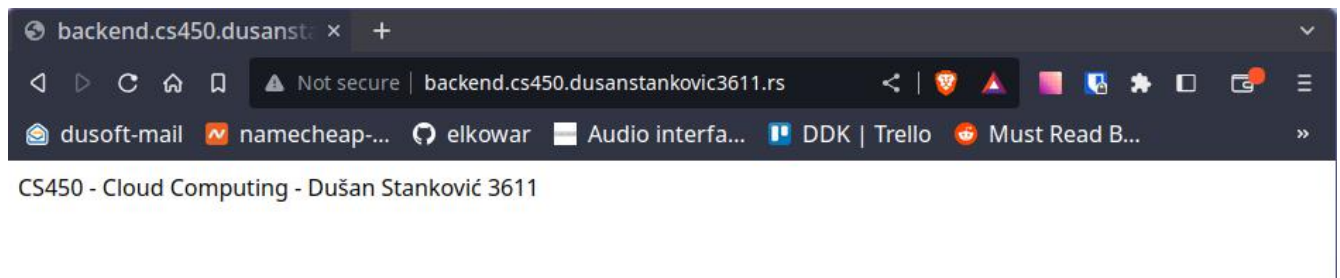 backend.cs450.dusansta
Not secure backend.cs450.dusanstankovic3611.rs
dusoft-mail namecheap-... elkowar Audio interfa... DDK | Trello Must Read B... »
CS450 - Cloud Computing - Dušan Stanković 3611